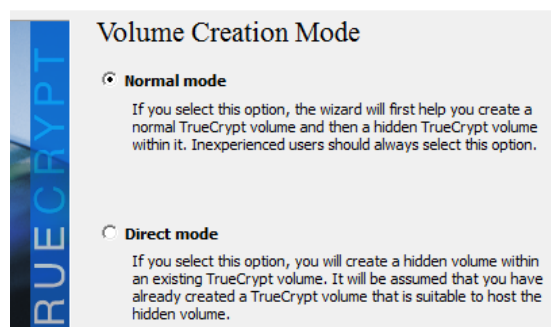 Volume Creation Mode
Normal mode
If you select this option, the wizard will first help you create a
normal TrueCrypt volume and then a hidden TrueCrypt volume
within it. Inexperienced users should always select this option.
Direct mode
If you select this option, you will create a hidden volume within
an existing TrueCrypt volume. It will be assumed that you have
already created a TrueCrypt volume that is suitable to host the
hidden volume.
RUECRYPT